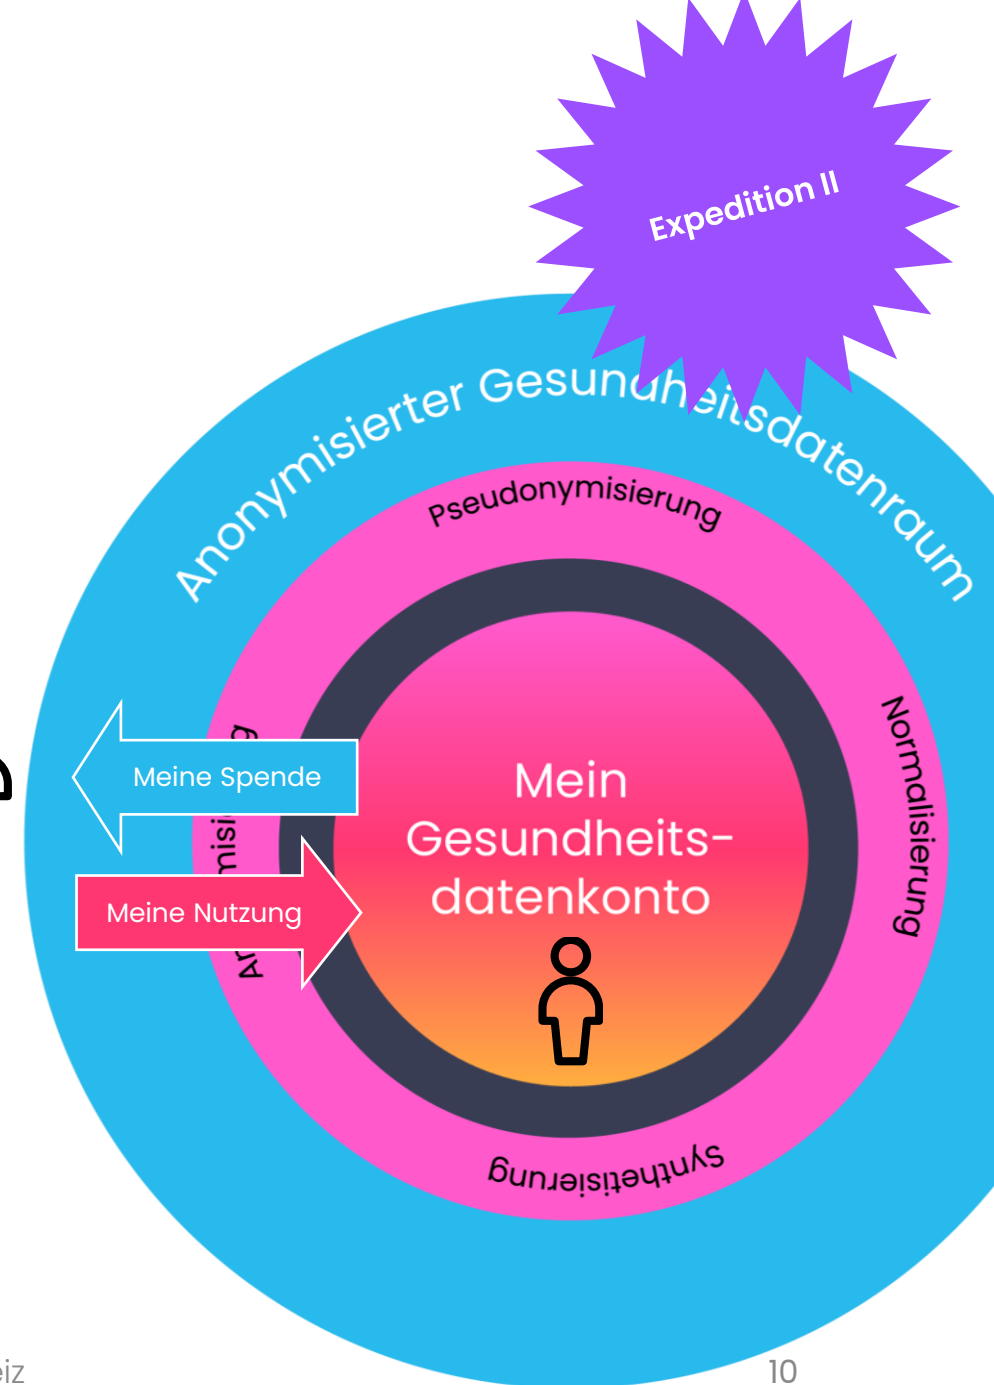 Expedition II
Anonymisierter Gesundheitsdatenraum
Pseudonymisierung
Normalisierung
Meine Spende
Mein
Gesundheits-
datenkonto
Meine Nutzung
Synthetisierung
10